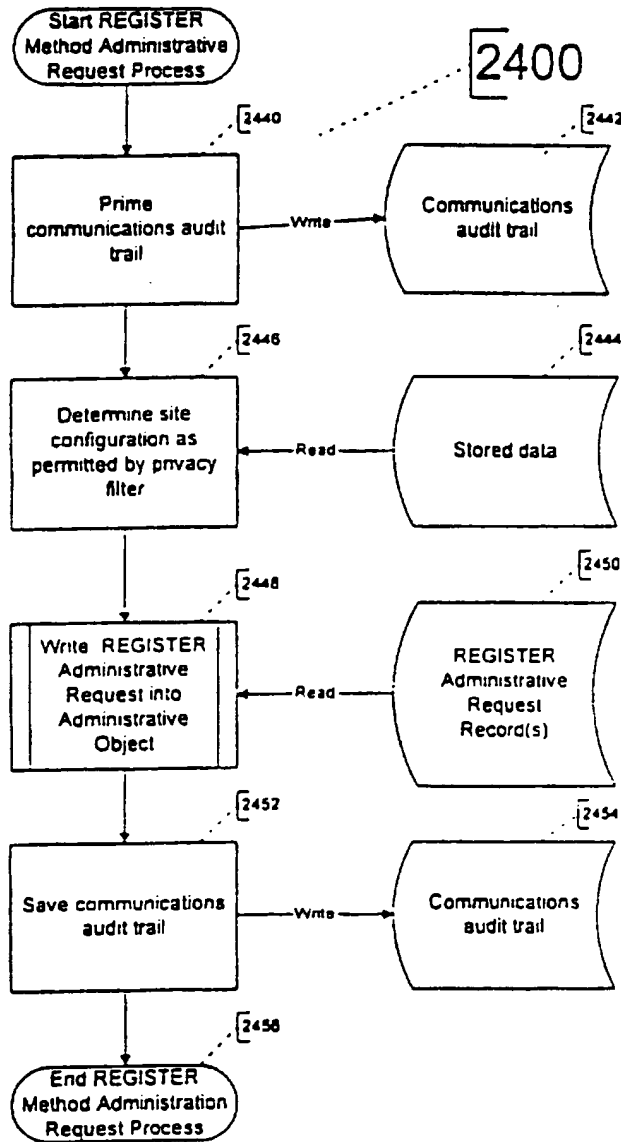 Start REGISTER
Method Administrative
Request Process
2400
2440
2442
Prime
communications audit
trail
Write
Communications
audit trail
2446
2444
Determine site
configuration as
permitted by privacy
filter
Read
Stored data
2448
2450
Write REGISTER
Administrative
Request into
Administrative
Object
Read
REGISTER
Administrative
Request
Record(s)
2452
2454
Save communications
audit trail
Write
Communications
audit trail
2456
End REGISTER
Method Administration
Request Process